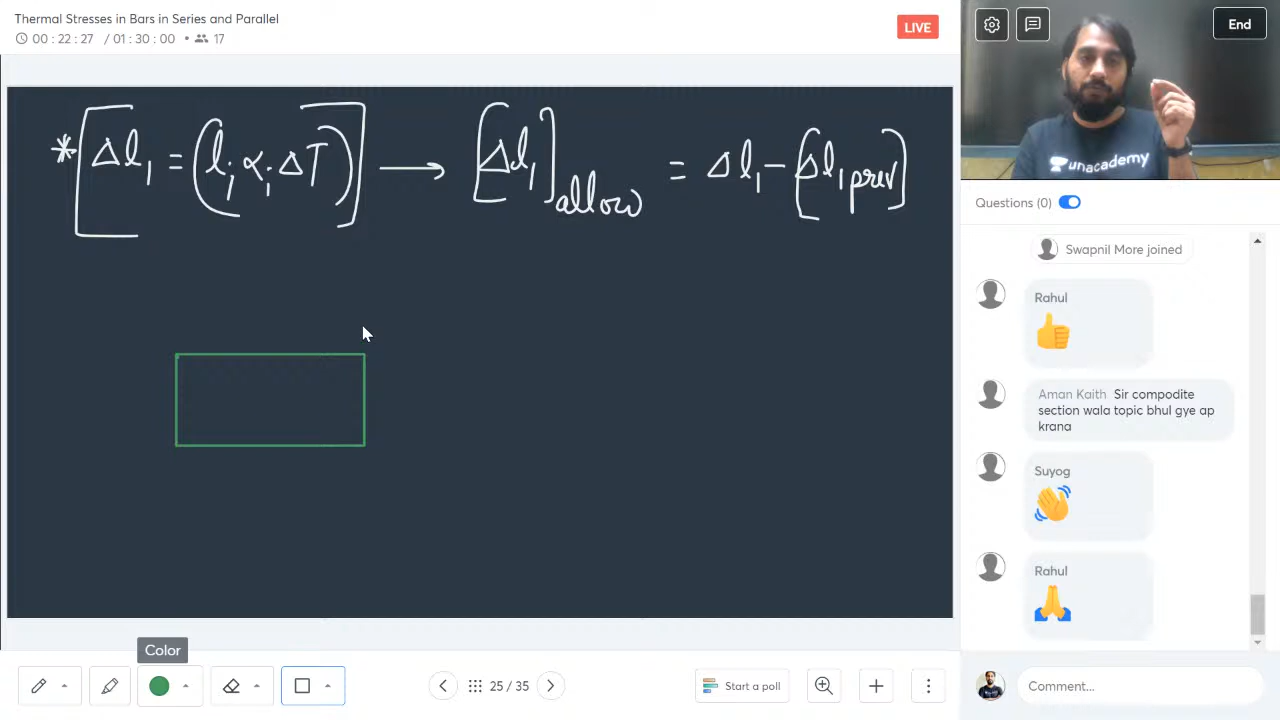 Thermal Stresses in Bars in Series and Parallel
00 : 22 : 27 / 01 : 30 : 00 • 17
LIVE
End
unacademy
* [Δl₁ = (lᵢ αᵢ ΔT)] → [Δl₁]allow = Δl₁ − [Δl₁ prev]
Questions (0)
Swapnil More joined
Rahul
👍
Aman Kaith Sir compodite
section wala topic bhul gye ap
krana
Suyog
👋
Rahul
🙏
Color
25 / 35
Start a poll
Comment...